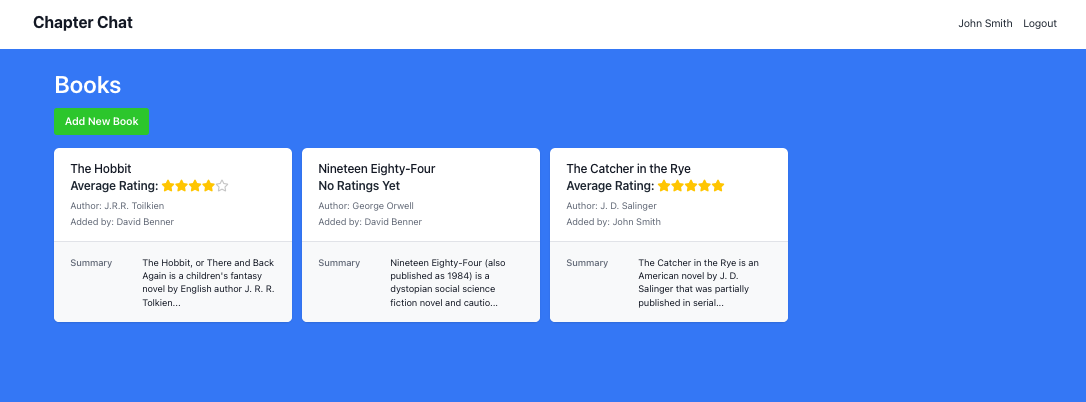 Chapter Chat
John Smith Logout
Books
Add New Book
The Hobbit
Average Rating:
Author: J.R.R. Toilkien
Added by: David Benner
Summary
The Hobbit, or There and Back
Again is a children's fantasy
novel by English author J. R. R.
Tolkien...
Nineteen Eighty-Four
No Ratings Yet
Author: George Orwell
Added by: David Benner
Summary
Nineteen Eighty-Four (also
published as 1984) is a
dystopian social science
fiction novel and cautio...
The Catcher in the Rye
Average Rating:
Author: J. D. Salinger
Added by: John Smith
Summary
The Catcher in the Rye is an
American novel by J. D.
Salinger that was partially
published in serial...